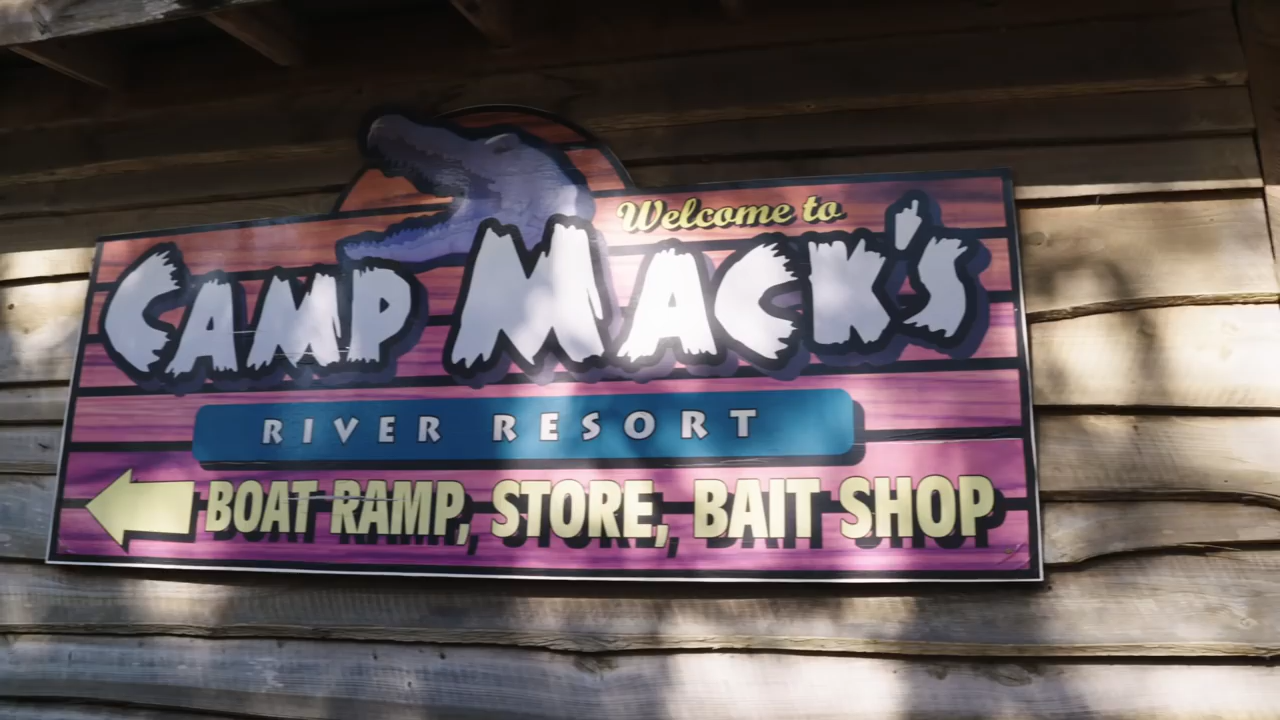 Welcome to
CAMP MACK'S
RIVER RESORT
BOAT RAMP, STORE, BAIT SHOP